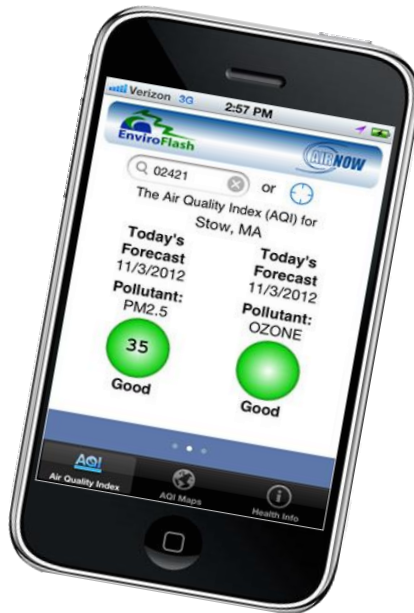 Verizon 3G 2:57 PM
EnviroFlash
AIRNOW
02421 or
The Air Quality Index (AQI) for
Stow, MA
Today's
Forecast
11/3/2012
Pollutant:
PM2.5
35
Good
Today's
Forecast
11/3/2012
Pollutant:
OZONE
Good
AQI
Air Quality Index
AQI Maps
i
Health Info